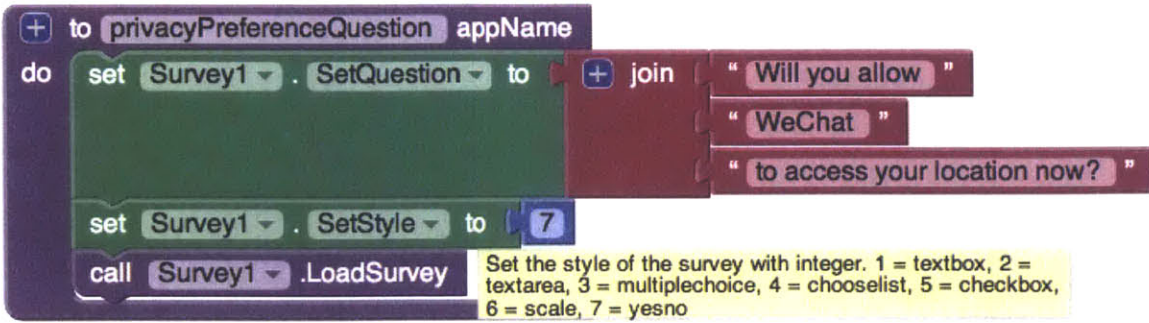 to privacyPreferenceQuestion appName
do set Survey1 . SetQuestion to join " Will you allow "
" WeChat "
" to access your location now? "
set Survey1 . SetStyle to 7
call Survey1 .LoadSurvey
Set the style of the survey with integer. 1 = textbox, 2 =
textarea, 3 = multiplechoice, 4 = chooselist, 5 = checkbox,
6 = scale, 7 = yesno